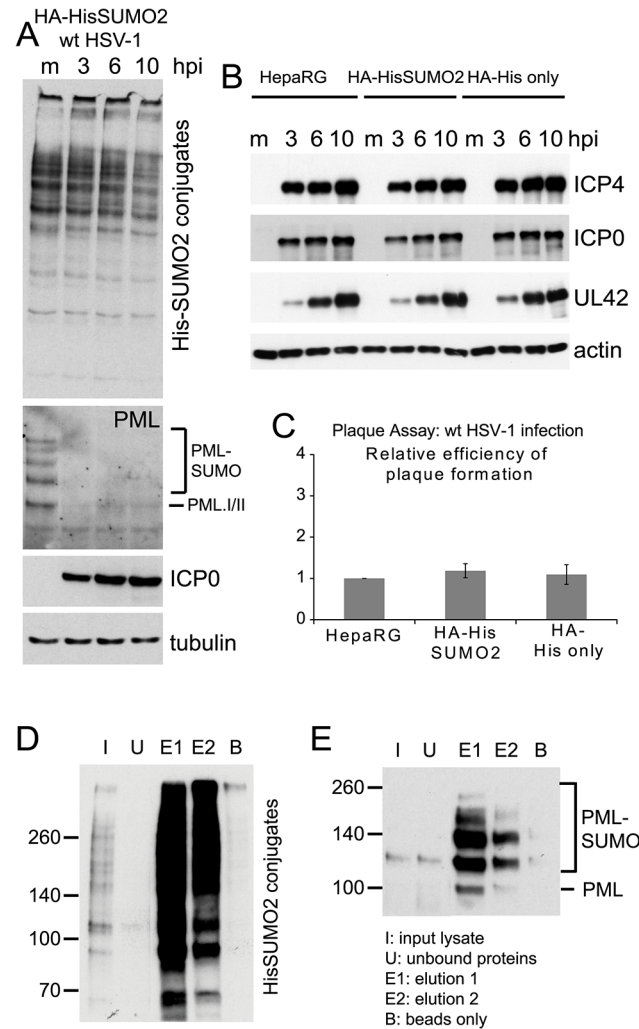 A
HA-HisSUMO2
wt HSV-1
m 3 6 10 hpi
His-SUMO2 conjugates
PML
PML-
SUMO
PML.I/II
ICP0
tubulin
B
HepaRG HA-HisSUMO2 HA-His only
m 3 6 10 m 3 6 10 m 3 6 10 hpi
ICP4
ICP0
UL42
actin
C
Plaque Assay: wt HSV-1 infection
Relative efficiency of
plaque formation
4
3
2
1
0
HepaRG
HA-His
SUMO2
HA-
His only
D
I U E1 E2 B
260
140
100
70
HisSUMO2 conjugates
E
I U E1 E2 B
260
140
100
PML-
SUMO
PML
I: input lysate
U: unbound proteins
E1: elution 1
E2: elution 2
B: beads only